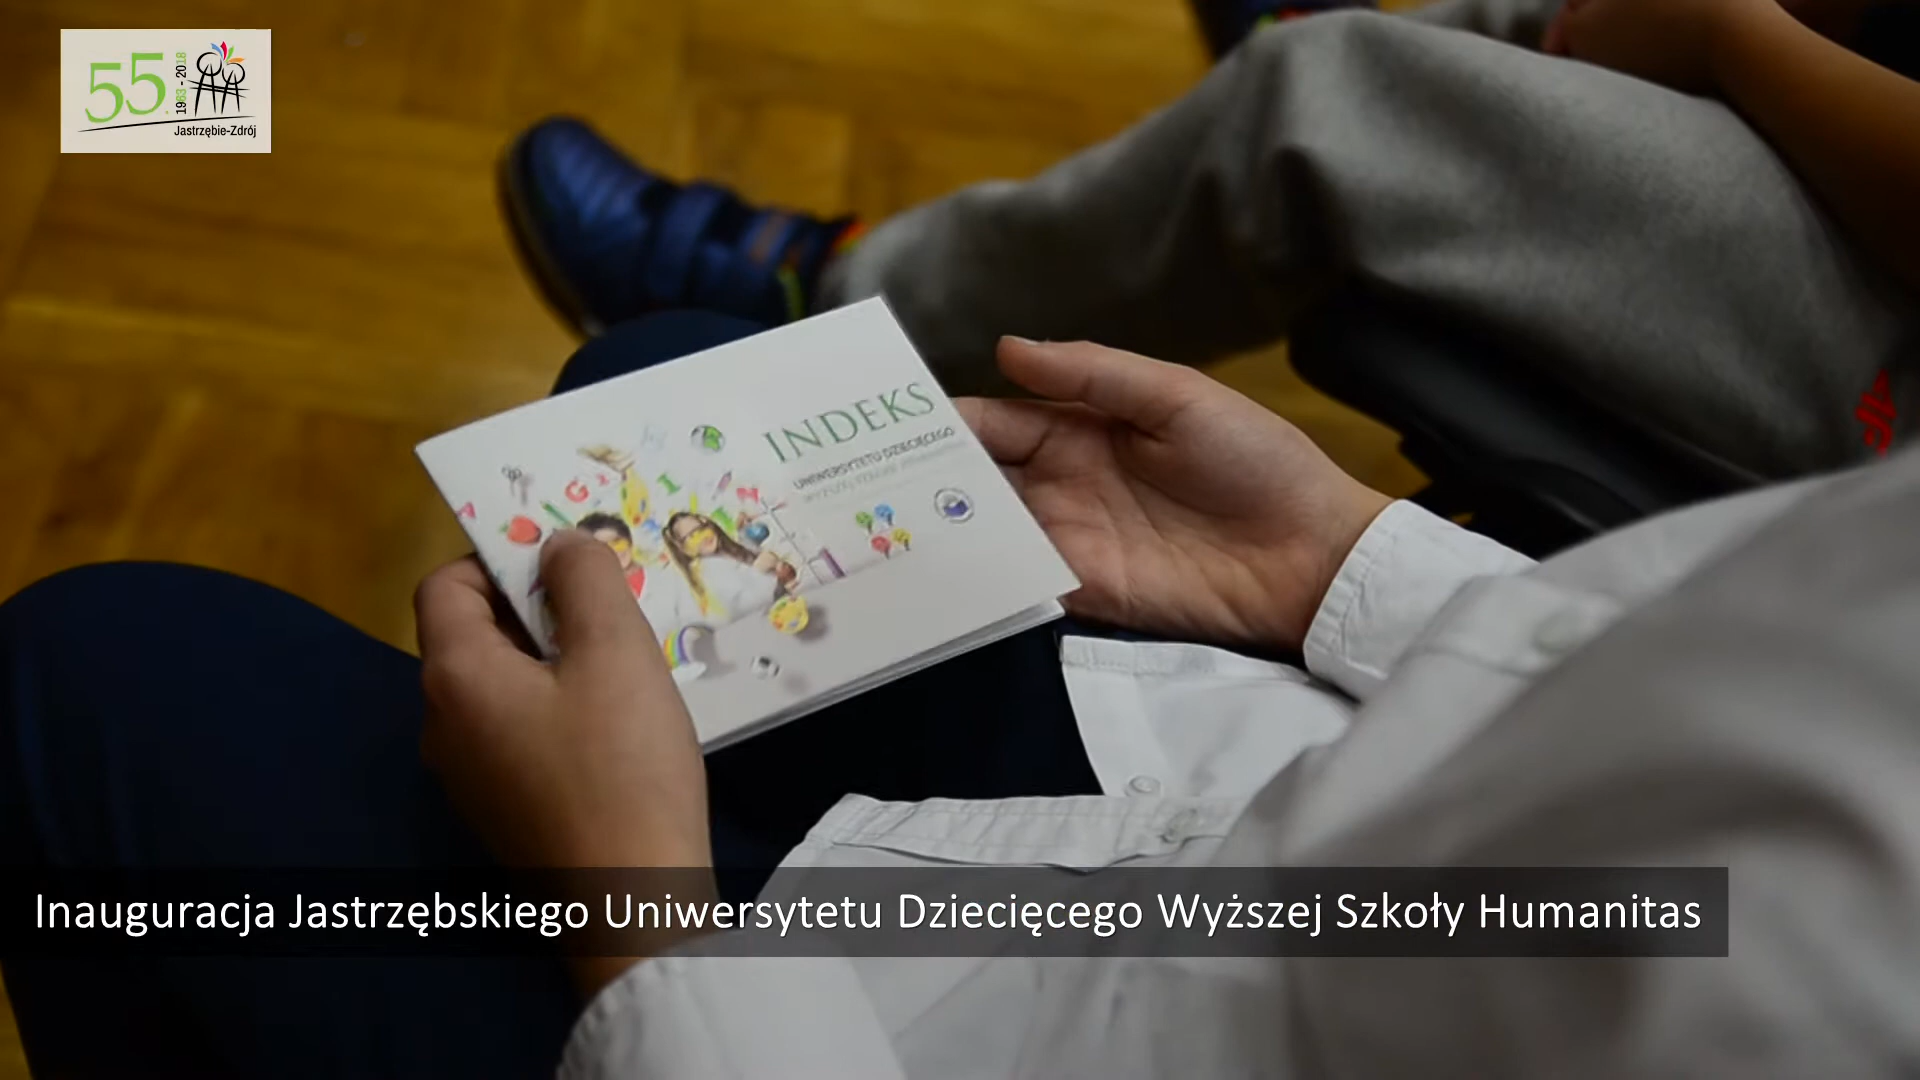 55.
1963 - 2018
Jastrzębie-Zdrój
INDEKS
UNIWERSYTETU DZIECIĘCEGO
Inauguracja Jastrzębskiego Uniwersytetu Dziecięcego Wyższej Szkoły Humanitas